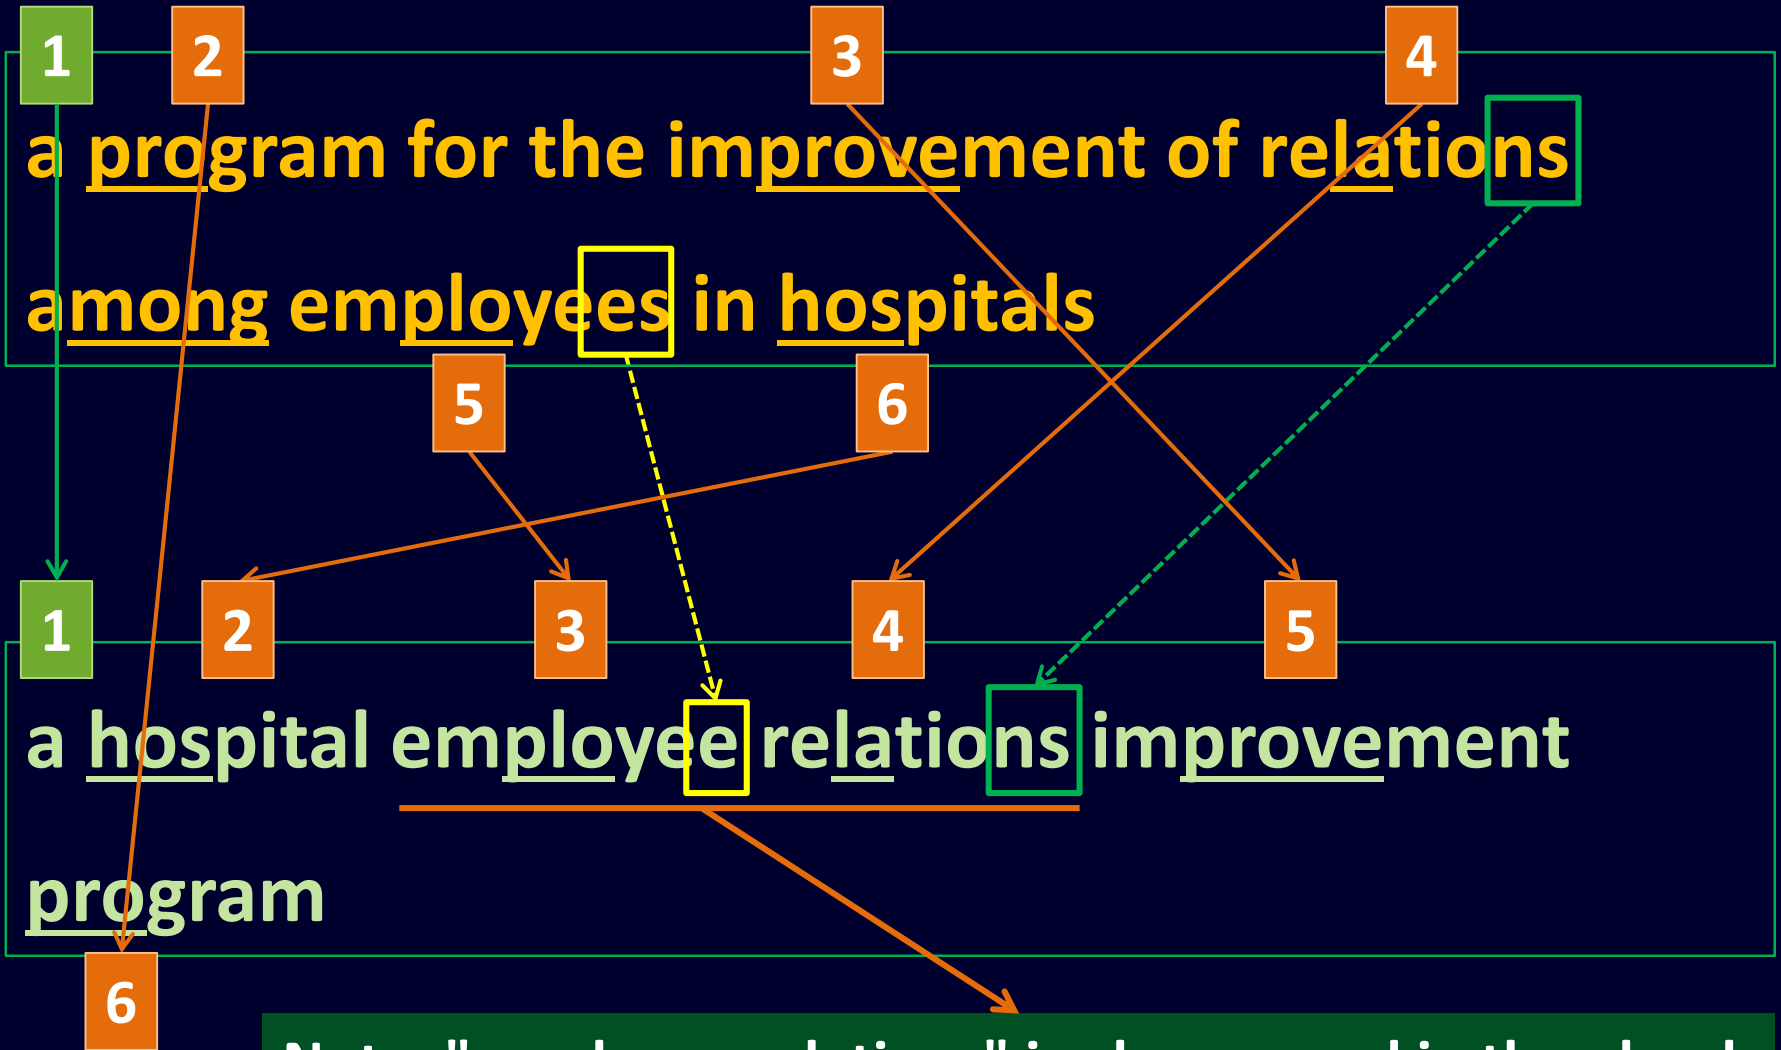 1 2 3 4
a program for the improvement of relations
among employees in hospitals
5 6
1 2 3 4 5
a hospital employee relations improvement
program
6